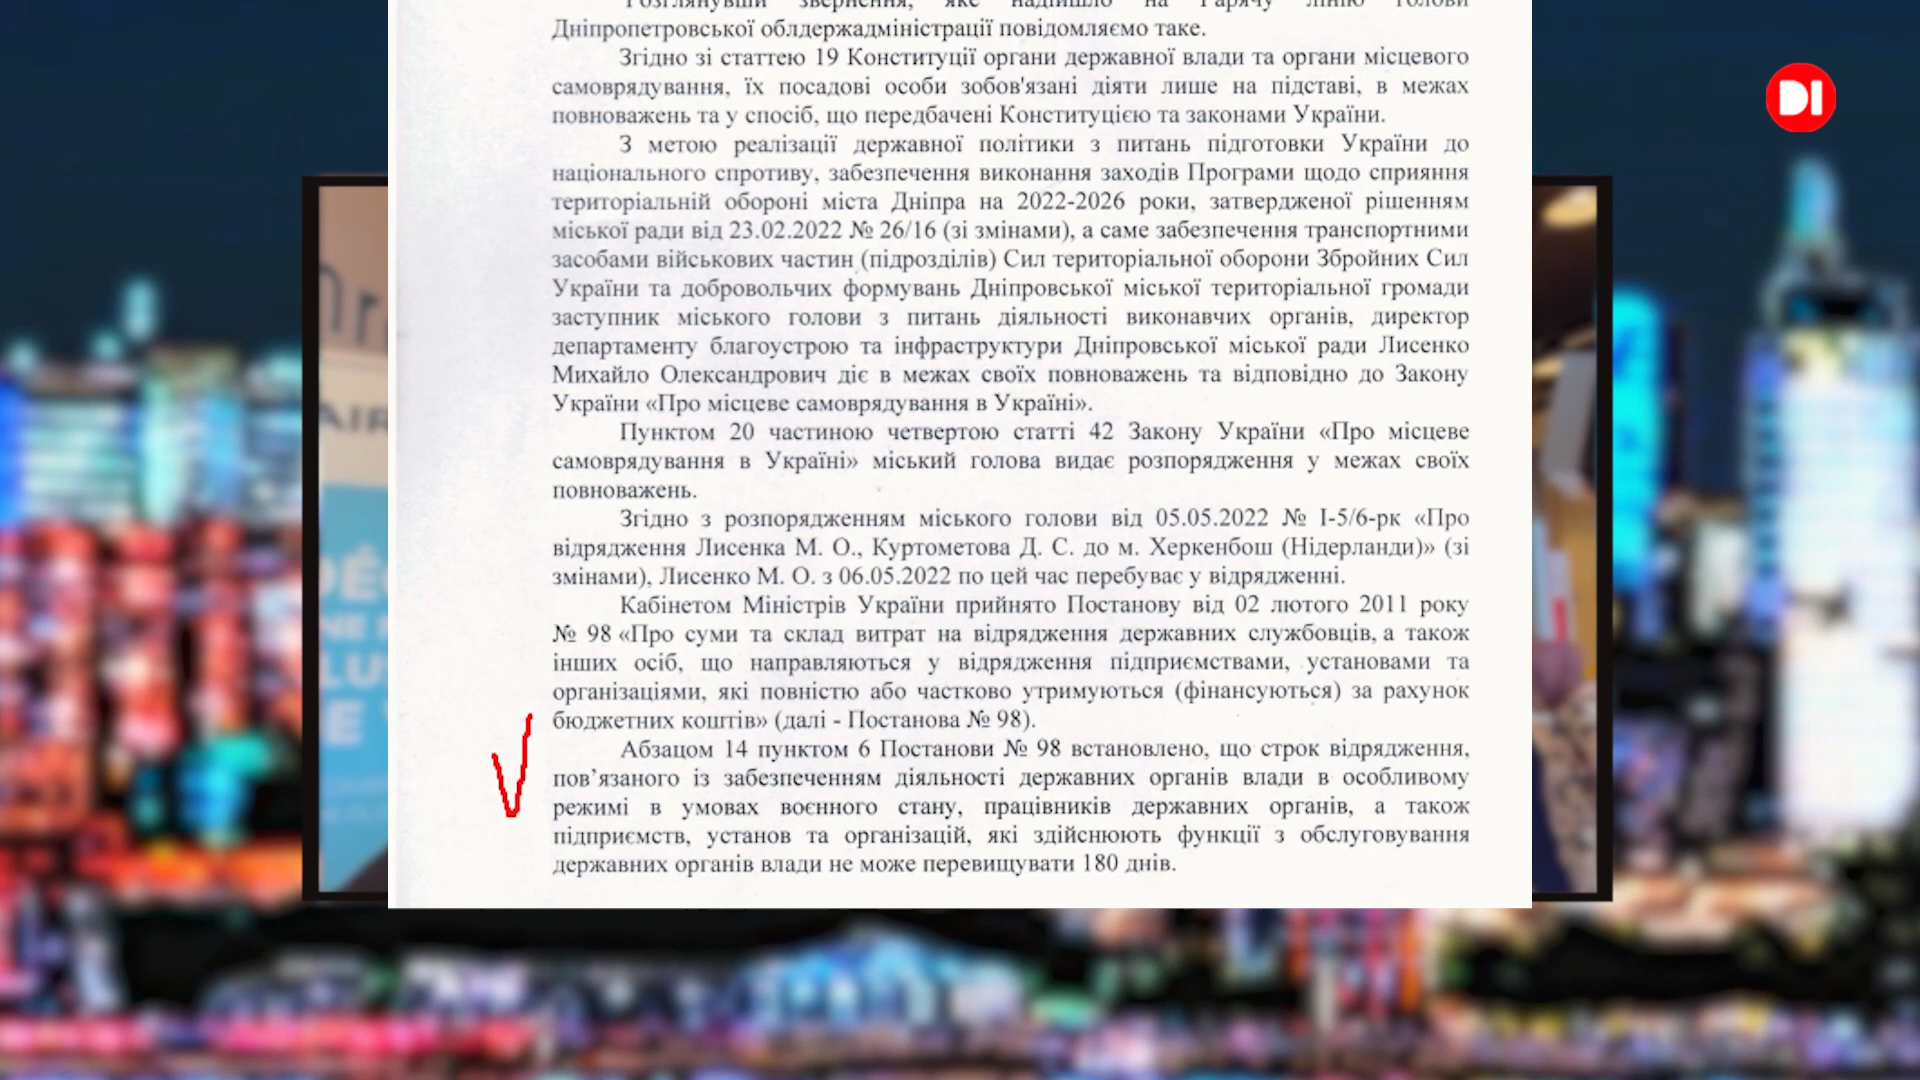 Розглянувши звернення, яке надійшло на Гарячу лінію голови
Дніпропетровської облдержадміністрації повідомляємо таке.
Згідно зі статтею 19 Конституції органи державної влади та органи місцевого
самоврядування, їх посадові особи зобов'язані діяти лише на підставі, в межах
повноважень та у спосіб, що передбачені Конституцією та законами України.
З метою реалізації державної політики з питань підготовки України до
національного спротиву, забезпечення виконання заходів Програми щодо сприяння
територіальній обороні міста Дніпра на 2022-2026 роки, затвердженої рішенням
міської ради від 23.02.2022 № 26/16 (зі змінами), а саме забезпечення транспортними
засобами військових частин (підрозділів) Сил територіальної оборони Збройних Сил
України та добровольчих формувань Дніпровської міської територіальної громади
заступник міського голови з питань діяльності виконавчих органів, директор
департаменту благоустрою та інфраструктури Дніпровської міської ради Лисенко
Михайло Олександрович діє в межах своїх повноважень та відповідно до Закону
України «Про місцеве самоврядування в Україні».
Пунктом 20 частиною четвертою статті 42 Закону України «Про місцеве
самоврядування в Україні» міський голова видає розпорядження у межах своїх
повноважень.
Згідно з розпорядженням міського голови від 05.05.2022 № І-5/6-рк «Про
відрядження Лисенка М. О., Куртометова Д. С. до м. Херкенбош (Нідерланди)» (зі
змінами), Лисенко М. О. з 06.05.2022 по цей час перебуває у відрядженні.
Кабінетом Міністрів України прийнято Постанову від 02 лютого 2011 року
№ 98 «Про суми та склад витрат на відрядження державних службовців, а також
інших осіб, що направляються у відрядження підприємствами, установами та
організаціями, які повністю або частково утримуються (фінансуються) за рахунок
бюджетних коштів» (далі - Постанова № 98).
Абзацом 14 пунктом 6 Постанови № 98 встановлено, що строк відрядження,
пов’язаного із забезпеченням діяльності державних органів влади в особливому
режимі в умовах воєнного стану, працівників державних органів, а також
підприємств, установ та організацій, які здійснюють функції з обслуговування
державних органів влади не може перевищувати 180 днів.
DI
AIR